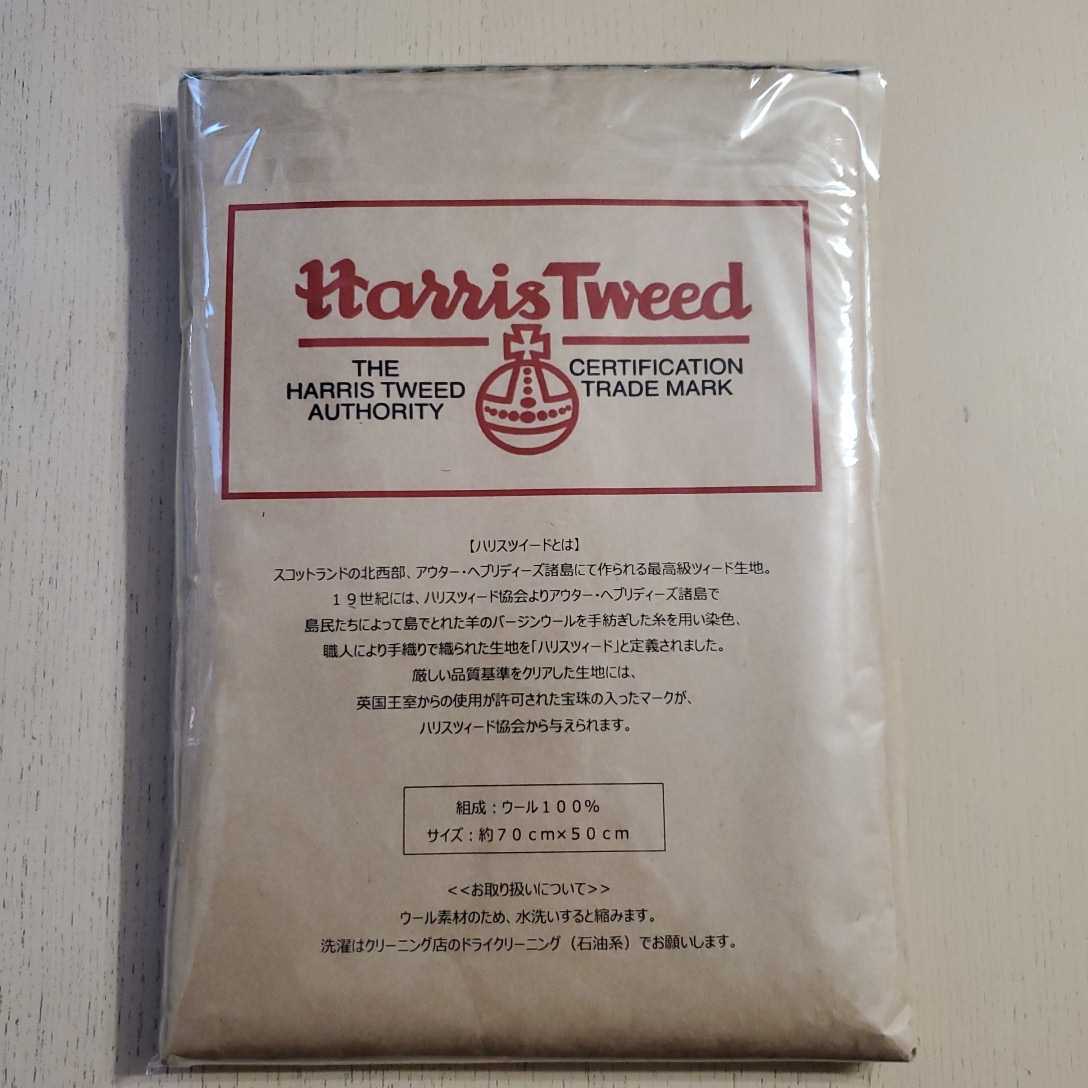 Harris Tweed
THE
HARRIS TWEED
AUTHORITY
CERTIFICATION
TRADE MARK
【ハリスツイードとは】
スコットランドの北西部、アウター・ヘブリディーズ諸島にて作られる最高級ツィード生地。
19世紀には、ハリスツィード協会よりアウター・ヘブリディーズ諸島で
島民たちによって島でとれた羊のバージンウールを手紡ぎした糸を用い染色、
職人により手織りで織られた生地を「ハリスツィード」と定義されました。
厳しい品質基準をクリアした生地には、
英国王室からの使用が許可された宝珠の入ったマークが、
ハリスツィード協会から与えられます。
組成：ウール１００％
サイズ：約７０ｃｍ×５０ｃｍ
<<お取り扱いについて>>
ウール素材のため、水洗いすると縮みます。
洗濯はクリーニング店のドライクリーニング（石油系）でお願いします。